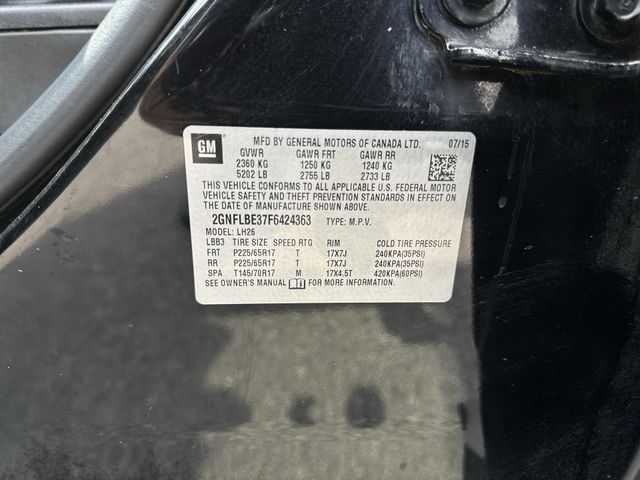 GM
MFD BY GENERAL MOTORS OF CANADA LTD. 07/15
GVWR GAWR FRT GAWR RR
2360 KG 1250 KG 1240 KG
5202 LB 2755 LB 2733 LB
THIS VEHICLE CONFORMS TO ALL APPLICABLE U.S. FEDERAL MOTOR
VEHICLE SAFETY AND THEFT PREVENTION STANDARDS IN EFFECT ON
THE DATE OF MANUFACTURE SHOWN ABOVE.
2GNFLBE37F6424363 TYPE: M.P.V.
MODEL: LH26
LBB3 TIRE SIZE SPEED RTG RIM COLD TIRE PRESSURE
FRT P225/65R17 T 17X7J 240KPA(35PSI)
RR P225/65R17 T 17X7J 240KPA(35PSI)
SPA T145/70R17 M 17X4.5T 420KPA(60PSI)
SEE OWNER'S MANUAL FOR MORE INFORMATION.